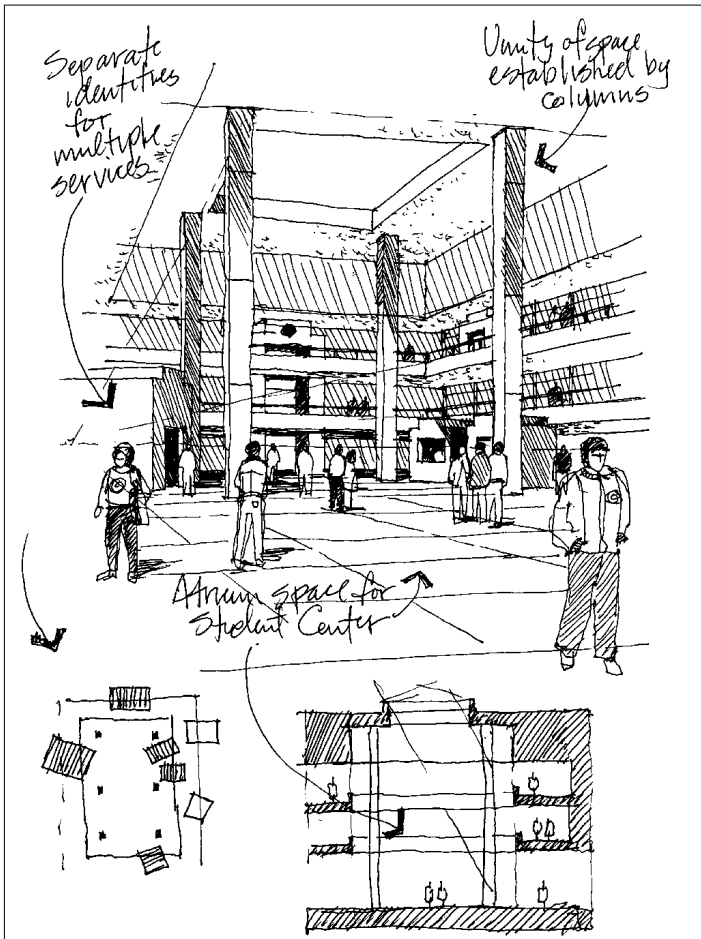 Separate
identities
for
multiple
services
Unity of space
established by
columns
Atrium space for
Student Center